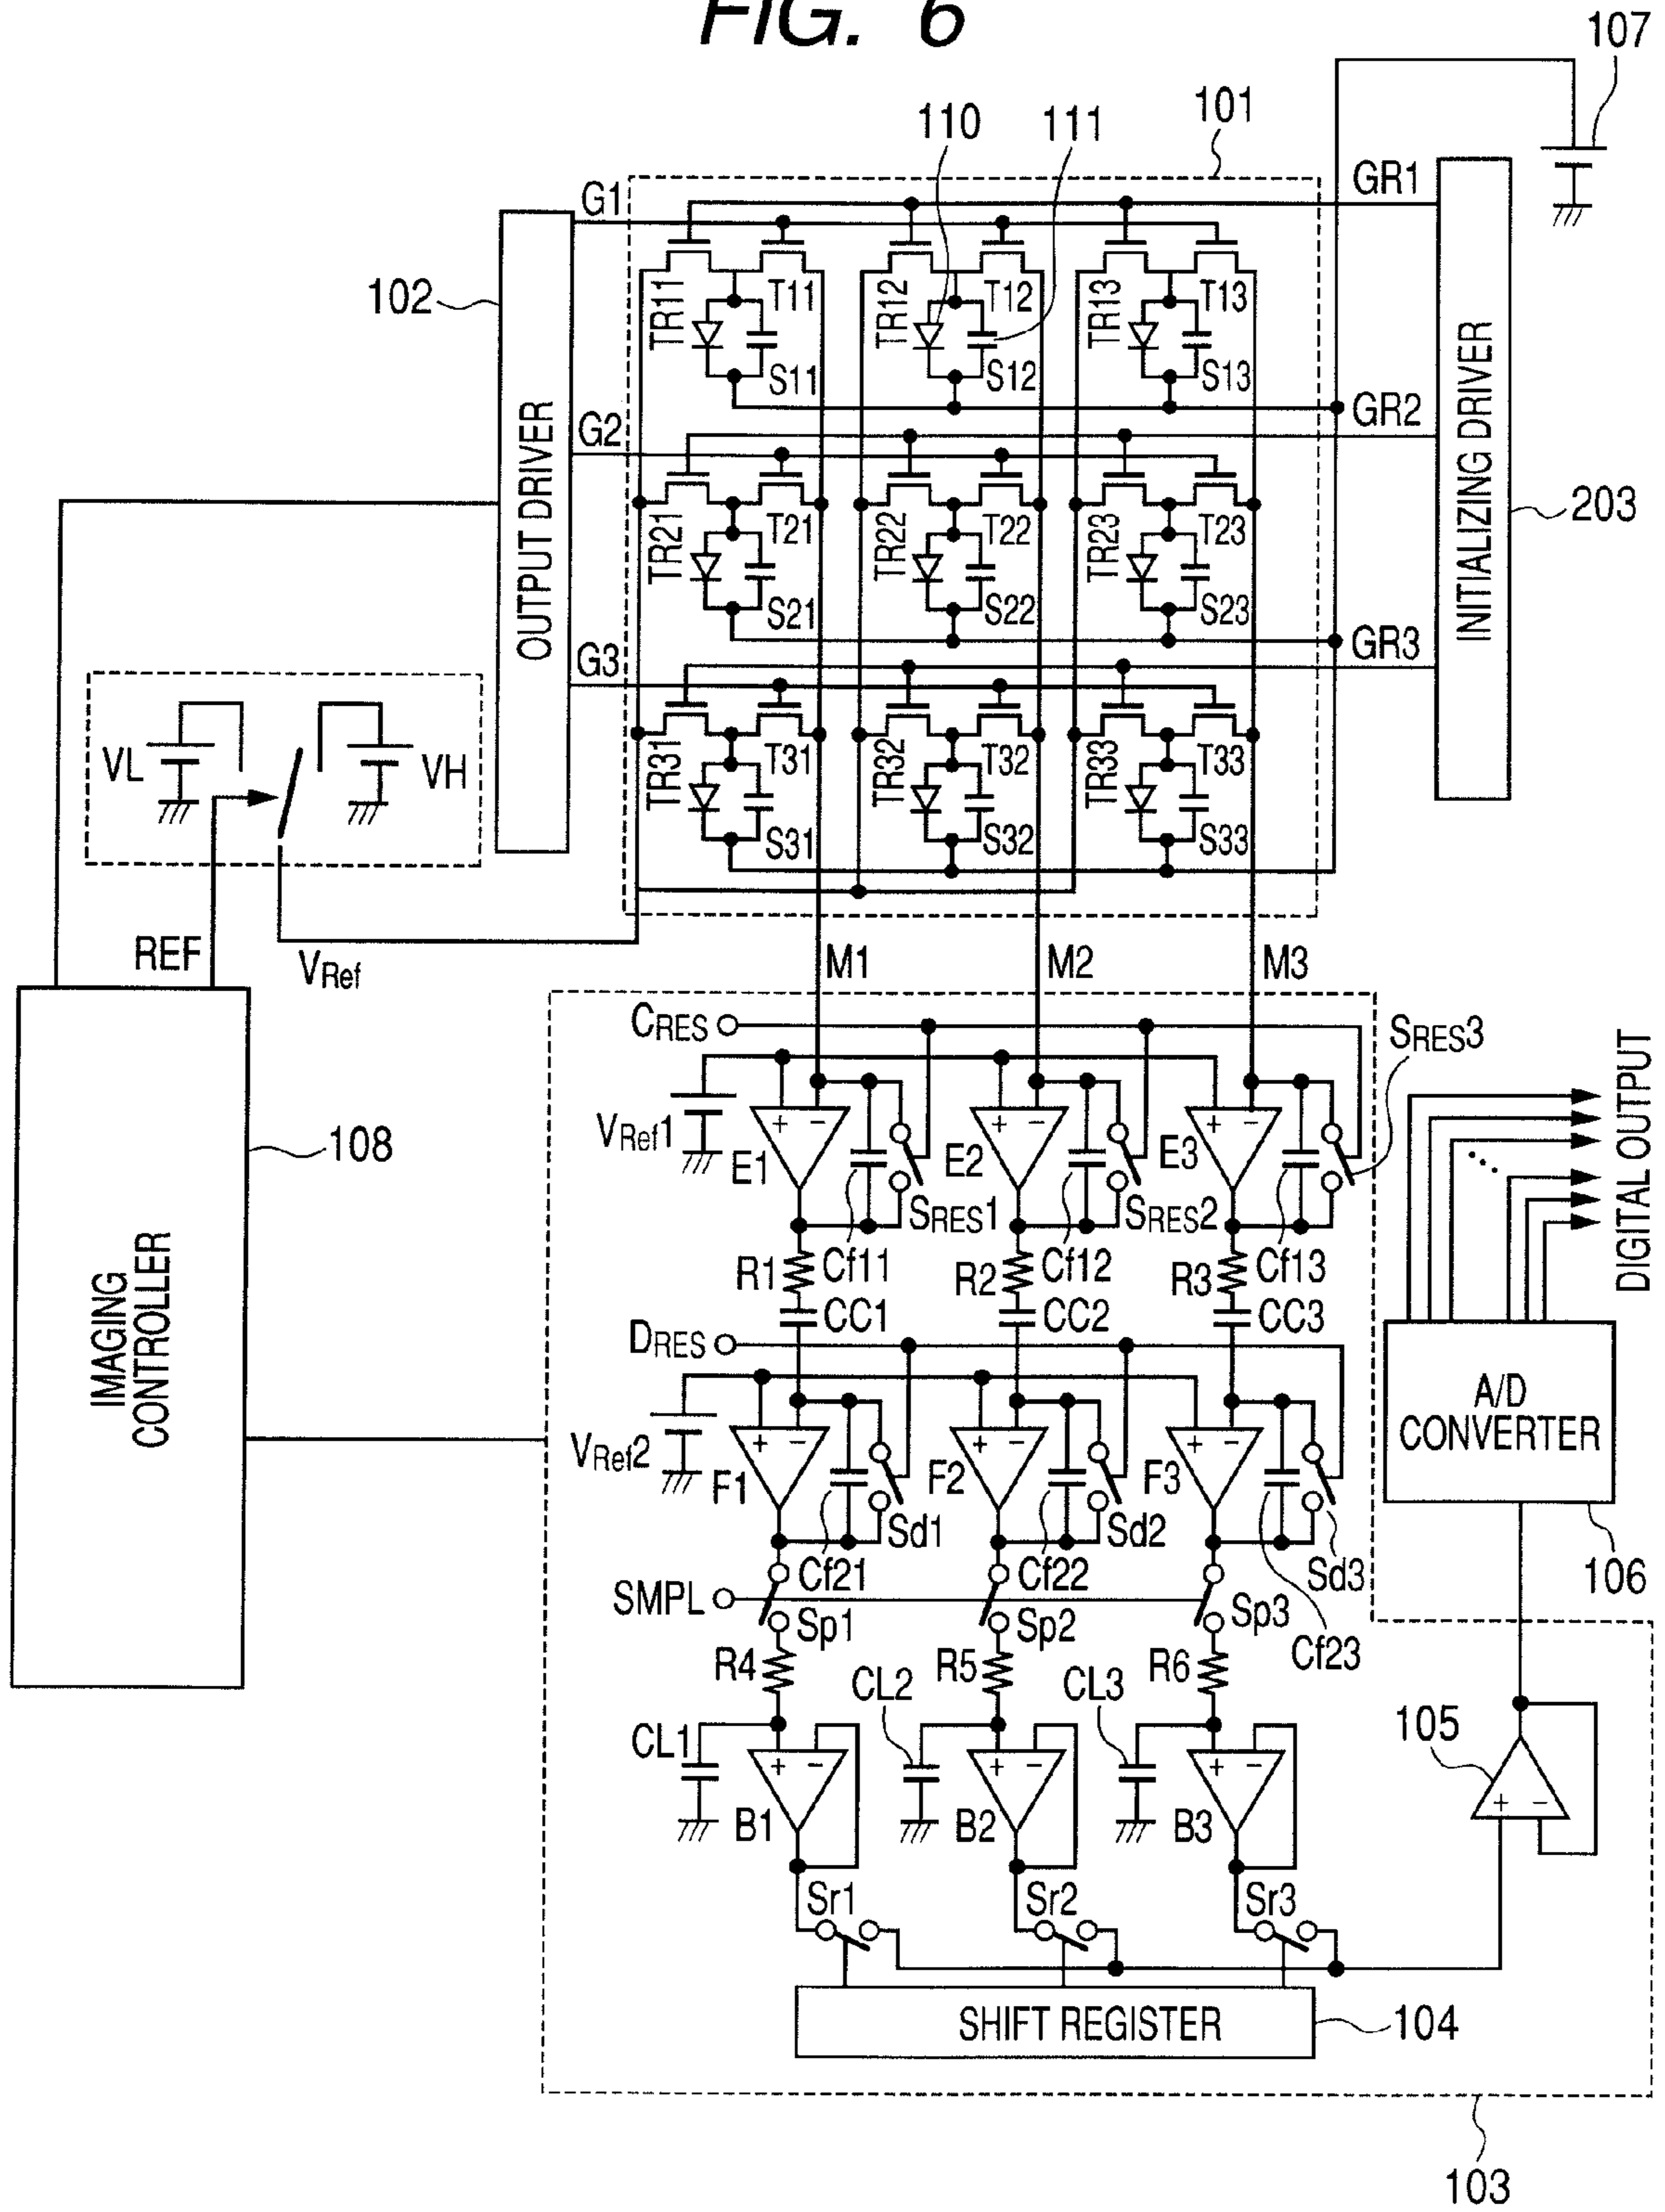 FIG. 6
107
101
110
111
G1
GR1
102
TR11
T11
TR12
T12
TR13
T13
S11
S12
S13
OUTPUT DRIVER
INITIALIZING DRIVER
G2
GR2
TR21
T21
TR22
T22
TR23
T23
203
S21
S22
S23
G3
GR3
VL
VH
TR31
T31
TR32
T32
TR33
T33
S31
S32
S33
REF
VRef
M1
M2
M3
CRES
SRES3
DIGITAL OUTPUT
VRef1
+ −
+ −
+ −
E1
E2
E3
108
SRES1
SRES2
R1
Cf11
R2
Cf12
R3
Cf13
CC1
CC2
CC3
IMAGING
CONTROLLER
DRES
A/D
CONVERTER
VRef2
+ −
+ −
+ −
F1
F2
F3
Sd1
Sd2
Sd3
106
Cf21
Cf22
Cf23
SMPL
Sp1
Sp2
Sp3
R4
R5
R6
CL1
CL2
CL3
105
+ −
+ −
+ −
+ −
B1
B2
B3
Sr1
Sr2
Sr3
SHIFT REGISTER
104
103